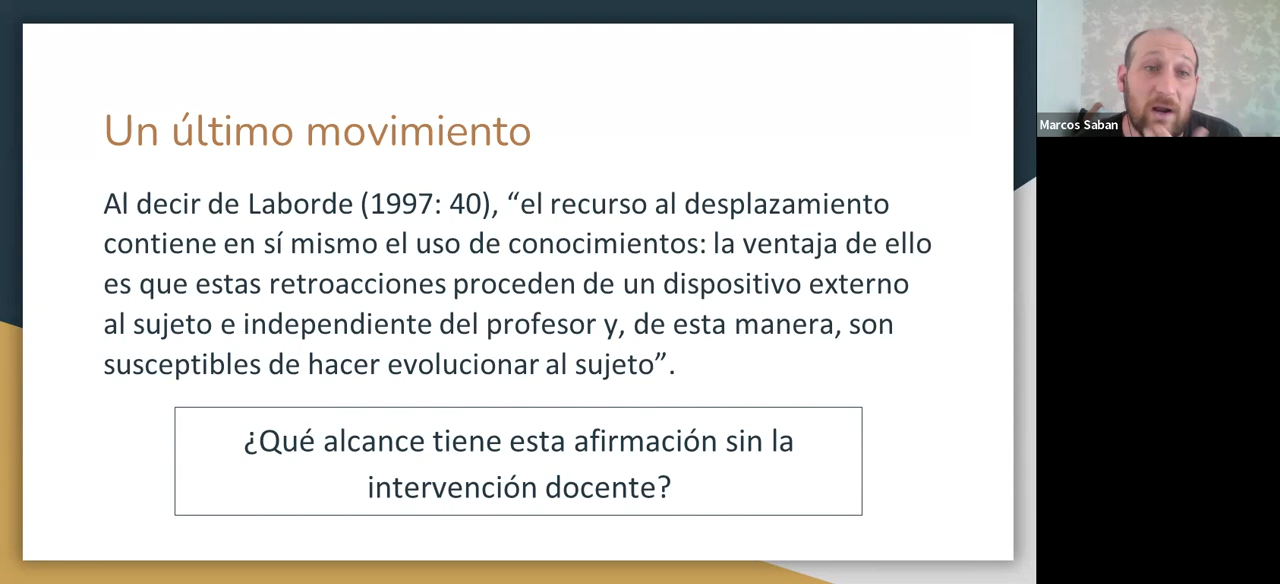 Un último movimiento
Al decir de Laborde (1997: 40), “el recurso al desplazamiento
contiene en sí mismo el uso de conocimientos: la ventaja de ello
es que estas retroacciones proceden de un dispositivo externo
al sujeto e independiente del profesor y, de esta manera, son
susceptibles de hacer evolucionar al sujeto”.
¿Qué alcance tiene esta afirmación sin la
intervención docente?
Marcos Saban